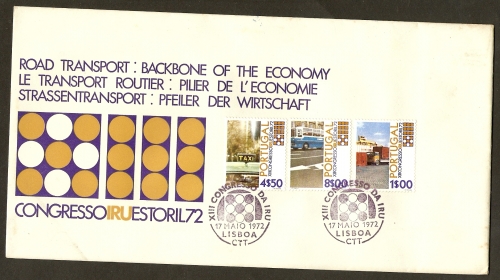 ROAD TRANSPORT: BACKBONE OF THE ECONOMY
LE TRANSPORT ROUTIER: PILIER DE L'ECONOMIE
STRASSENTRANSPORT: PFEILER DER WIRTSCHAFT
CONGRESSOIRUESTORIL72
TAXI
PORTUGAL
4$50
PORTUGAL
8$00
PORTUGAL
1$00
XIII CONGRESSO DA IRU
17 MAIO 1972
LISBOA
CTT
XIII CONGRESSO DA IRU
17 MAIO 1972
LISBOA
CTT